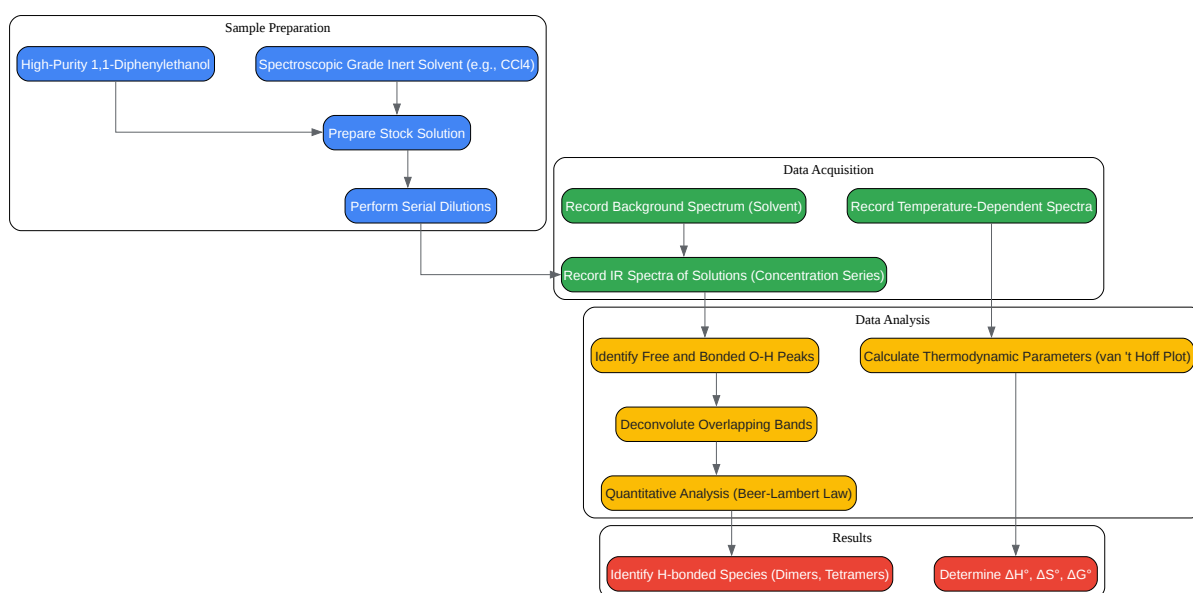 Sample Preparation
High-Purity 1,1-Diphenylethanol
Spectroscopic Grade Inert Solvent (e.g., CCl4)
Prepare Stock Solution
Perform Serial Dilutions
Data Acquisition
Record Background Spectrum (Solvent)
Record Temperature-Dependent Spectra
Record IR Spectra of Solutions (Concentration Series)
Data Analysis
Identify Free and Bonded O-H Peaks
Calculate Thermodynamic Parameters (van 't Hoff Plot)
Deconvolute Overlapping Bands
Quantitative Analysis (Beer-Lambert Law)
Results
Identify H-bonded Species (Dimers, Tetramers)
Determine ΔH°, ΔS°, ΔG°